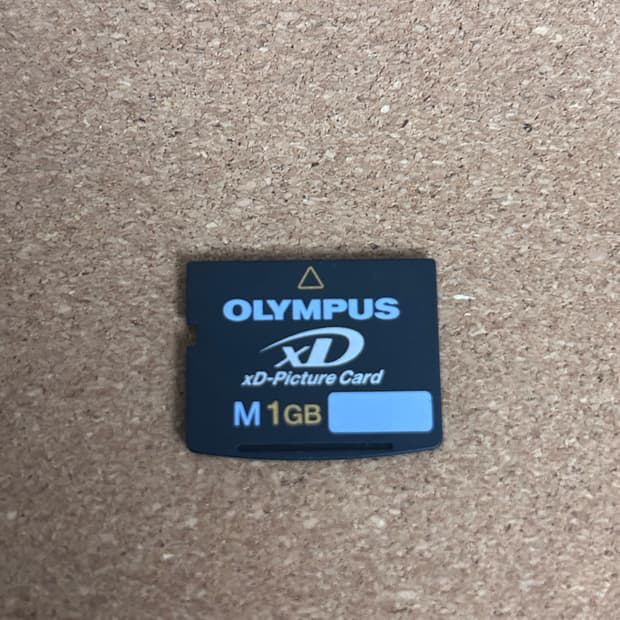 OLYMPUS
xD
xD-Picture Card
M 1GB